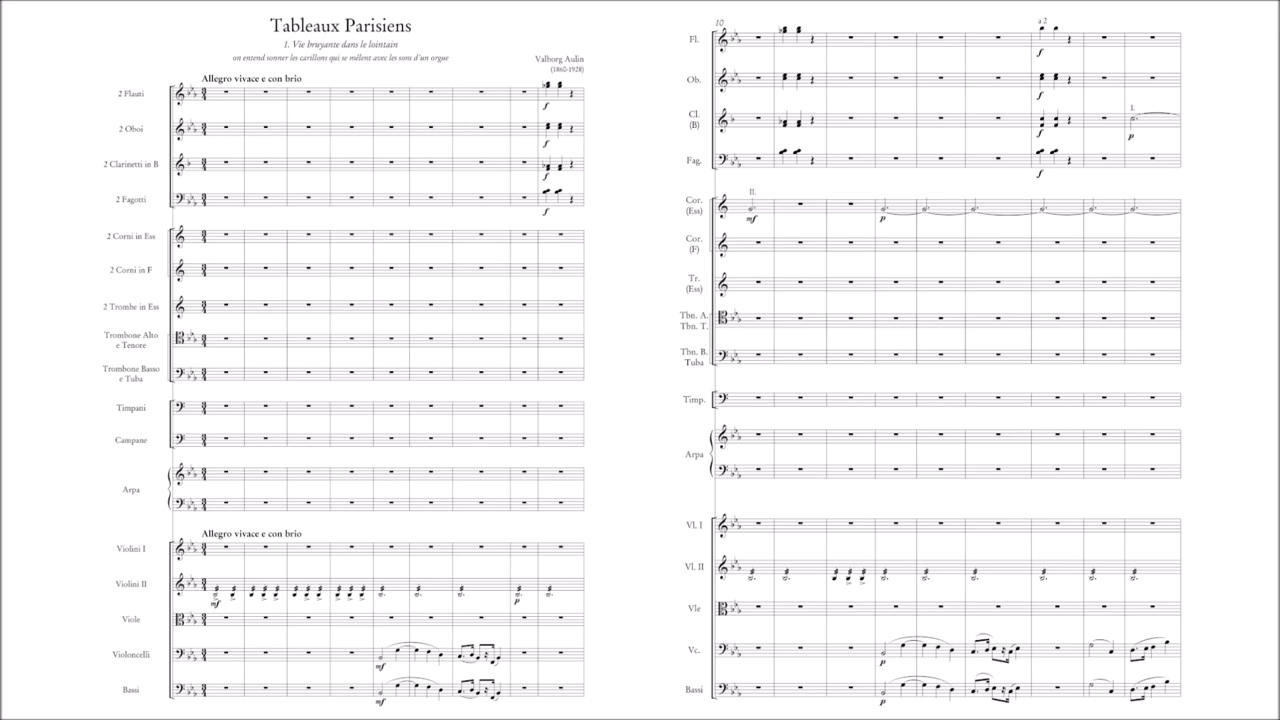 Tableaux Parisiens
1. Vie bruyante dans le lointain
on entend sonner les carillons qui se mêlent avec les sons d'un orgue
Valborg Aulin
(1860-1928)
Allegro vivace e con brio
2 Flauti
f
2 Oboi
f
2 Clarinetti in B
f
2 Fagotti
f
2 Corni in Ess
2 Corni in F
2 Trombe in Ess
Trombone Alto
e Tenore
Trombone Basso
e Tuba
Timpani
Campane
Arpa
Allegro vivace e con brio
Violini I
Violini II
mf p
Viole
Violoncelli
mf
Bassi
mf
10
a 2
Fl.
f
Ob.
f
Cl.
(B)
I.
f p
Fag.
f
II.
Cor.
(Ess)
mf p
Cor.
(F)
Tr.
(Ess)
Tbn. A.
Tbn. T.
Tbn. B.
Tuba
Timp.
Arpa
Vl. I
Vl. II
Vle
Vc.
p
Bassi
p